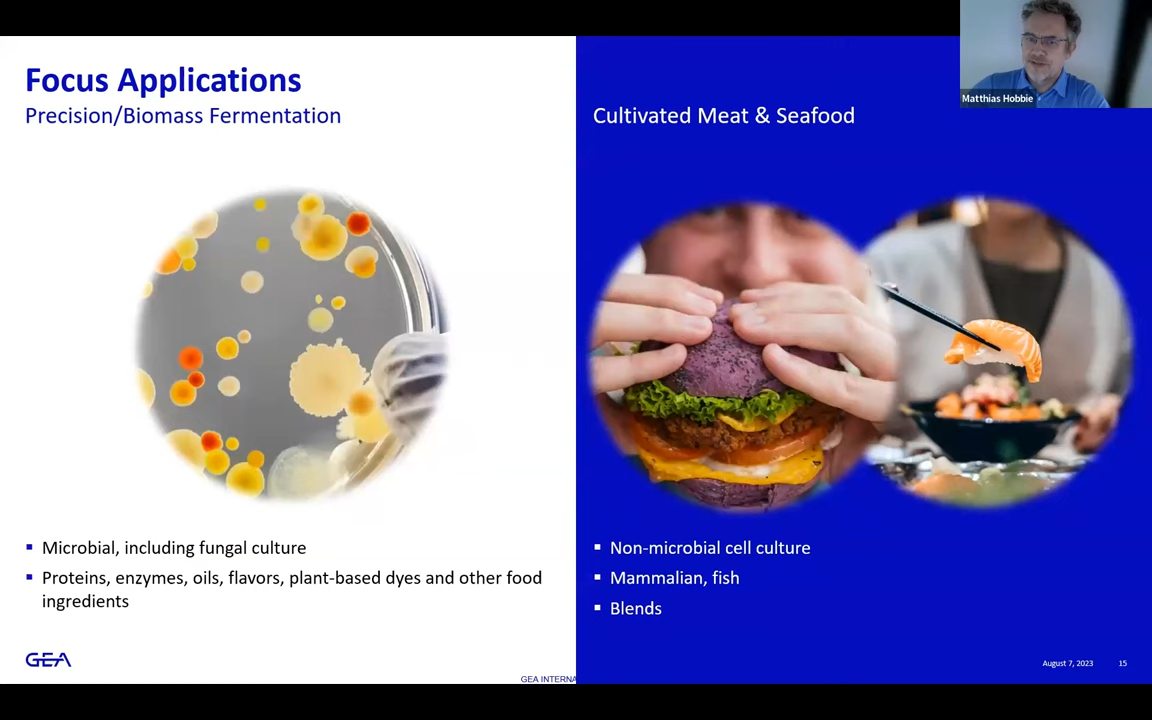 Focus Applications
Precision/Biomass Fermentation
Microbial, including fungal culture
Proteins, enzymes, oils, flavors, plant-based dyes and other food
ingredients
GEA
GEA INTERNA
Cultivated Meat & Seafood
Non-microbial cell culture
Mammalian, fish
Blends
August 7, 2023
15
Matthias Hobbie